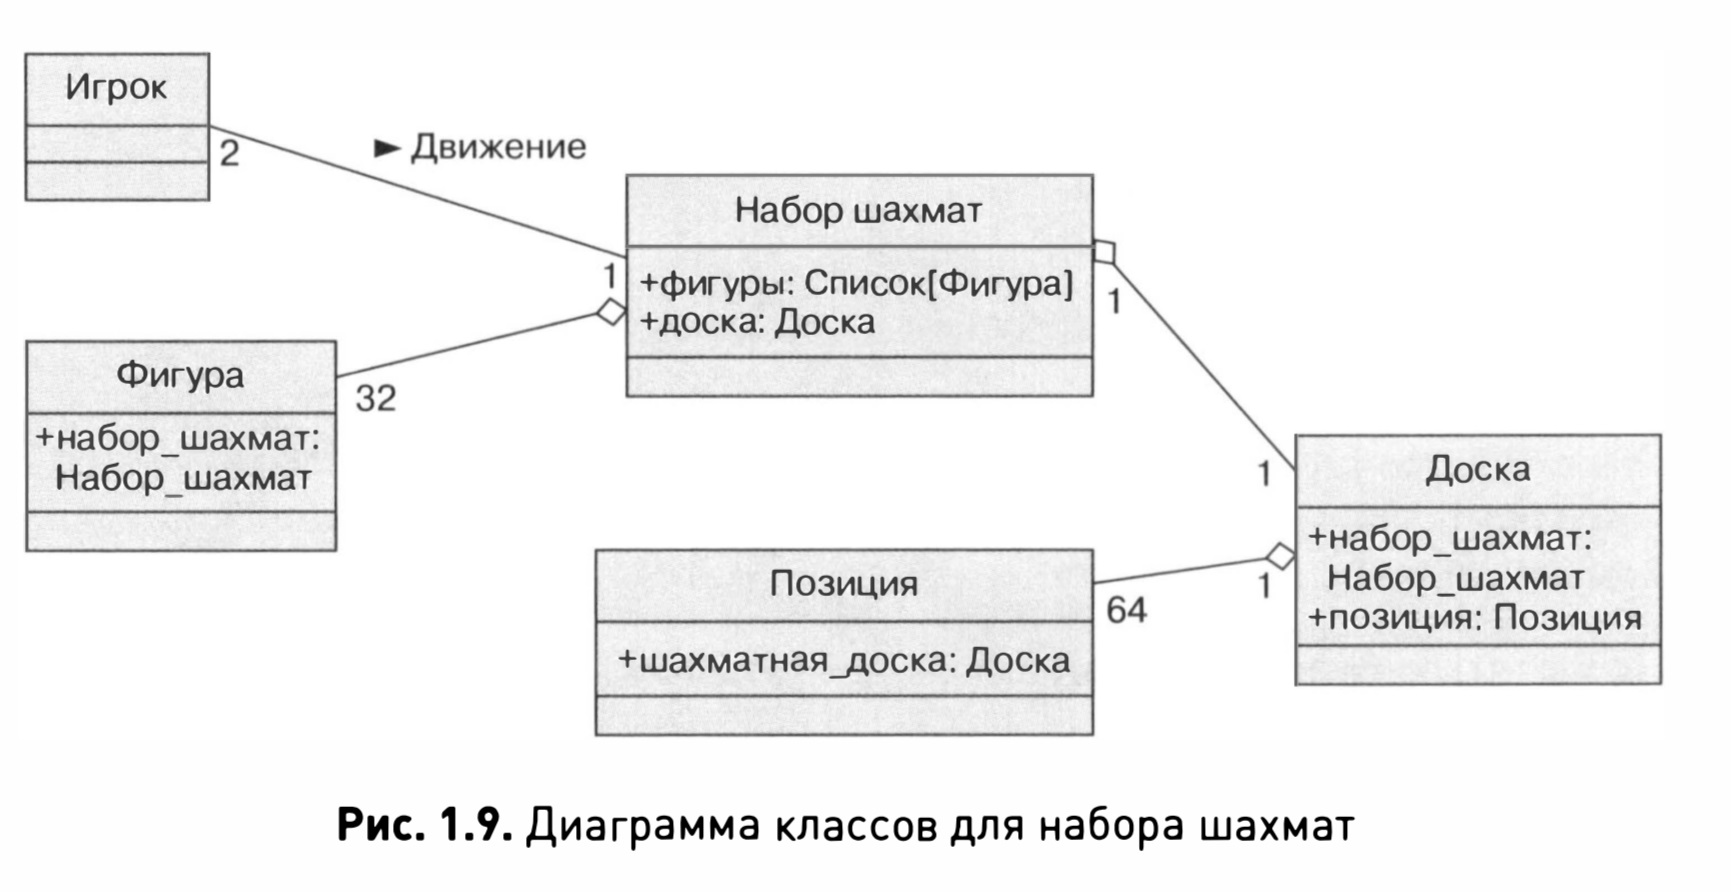 Игрок
2
► Движение
Набор шахмат
+фигуры: Список[Фигура]
+доска: Доска
1
1
Фигура
+набор_шахмат:
Набор_шахмат
32
Доска
+набор_шахмат:
Набор_шахмат
+позиция: Позиция
1
1
Позиция
+шахматная_доска: Доска
64
Рис. 1.9. Диаграмма классов для набора шахмат